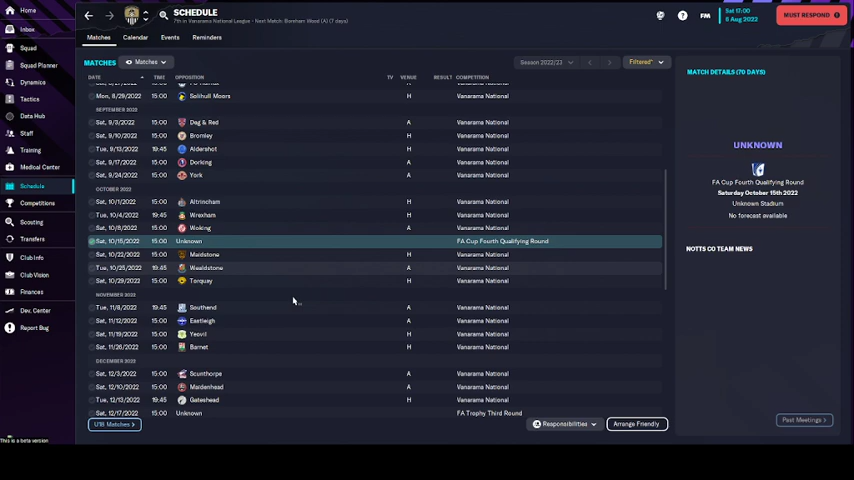 Home
Inbox
Squad
Squad Planner
Dynamics
Tactics
Data Hub
Staff
Training
Medical Center
Schedule
Competitions
Scouting
Transfers
Club Info
Club Vision
Finances
Dev. Center
Report Bug
This is a beta version
SCHEDULE
7th in Vanarama National League - Next Match: Boreham Wood (A) (7 days)
FM
Sat 17:00
6 Aug 2022
MUST RESPOND
Matches Calendar Events Reminders
MATCHES Matches Season 2022/23 Filtered*
DATE TIME OPPOSITION TV VENUE RESULT COMPETITION
Mon, 8/29/2022 15:00 Solihull Moors H Vanarama National
SEPTEMBER 2022
Sat, 9/3/2022 15:00 Dag & Red A Vanarama National
Sat, 9/10/2022 15:00 Bromley H Vanarama National
Tue, 9/13/2022 19:45 Aldershot H Vanarama National
Sat, 9/17/2022 15:00 Dorking A Vanarama National
Sat, 9/24/2022 15:00 York A Vanarama National
OCTOBER 2022
Sat, 10/1/2022 15:00 Altrincham H Vanarama National
Tue, 10/4/2022 19:45 Wrexham H Vanarama National
Sat, 10/8/2022 15:00 Woking A Vanarama National
Sat, 10/15/2022 15:00 Unknown FA Cup Fourth Qualifying Round
Sat, 10/22/2022 15:00 Maidstone H Vanarama National
Tue, 10/25/2022 19:45 Wealdstone A Vanarama National
Sat, 10/29/2022 15:00 Torquay H Vanarama National
NOVEMBER 2022
Tue, 11/8/2022 19:45 Southend A Vanarama National
Sat, 11/12/2022 15:00 Eastleigh A Vanarama National
Sat, 11/19/2022 15:00 Yeovil H Vanarama National
Sat, 11/26/2022 15:00 Barnet H Vanarama National
DECEMBER 2022
Sat, 12/3/2022 15:00 Scunthorpe A Vanarama National
Sat, 12/10/2022 15:00 Maidenhead A Vanarama National
Tue, 12/13/2022 19:45 Gateshead H Vanarama National
Sat, 12/17/2022 15:00 Unknown FA Trophy Third Round
U18 Matches > Responsibilities Arrange Friendly
MATCH DETAILS (70 DAYS)
UNKNOWN
FA Cup Fourth Qualifying Round
Saturday October 15th 2022
Unknown Stadium
No forecast available
NOTTS CO TEAM NEWS
Past Meetings >